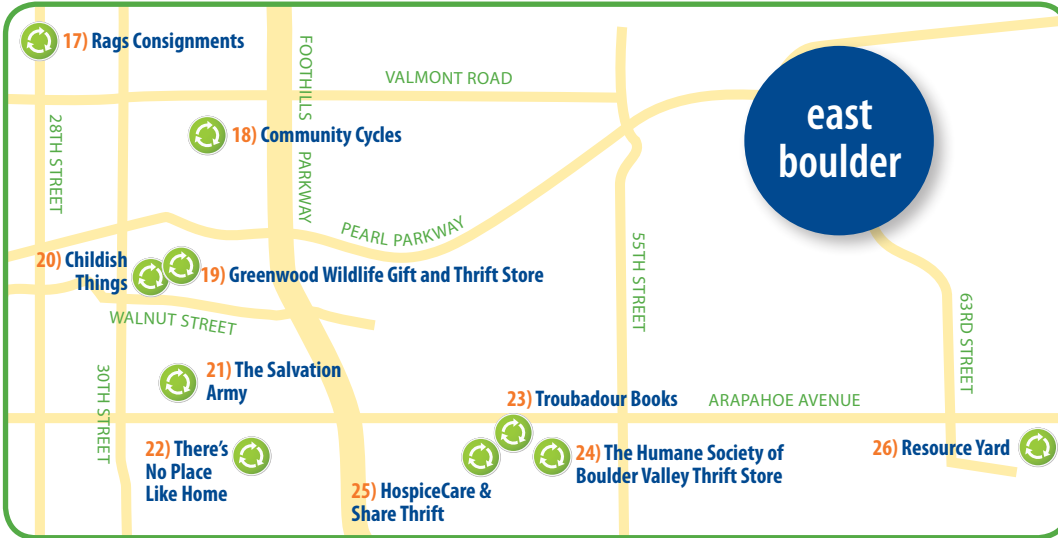 17) Rags Consignments
FOOTHILLS PARKWAY
VALMONT ROAD
28TH STREET
18) Community Cycles
east
boulder
PEARL PARKWAY
55TH STREET
20) Childish
Things
19) Greenwood Wildlife Gift and Thrift Store
WALNUT STREET
63RD STREET
30TH STREET
21) The Salvation
Army
23) Troubadour Books
ARAPAHOE AVENUE
22) There's
No Place
Like Home
24) The Humane Society of
Boulder Valley Thrift Store
25) HospiceCare &
Share Thrift
26) Resource Yard